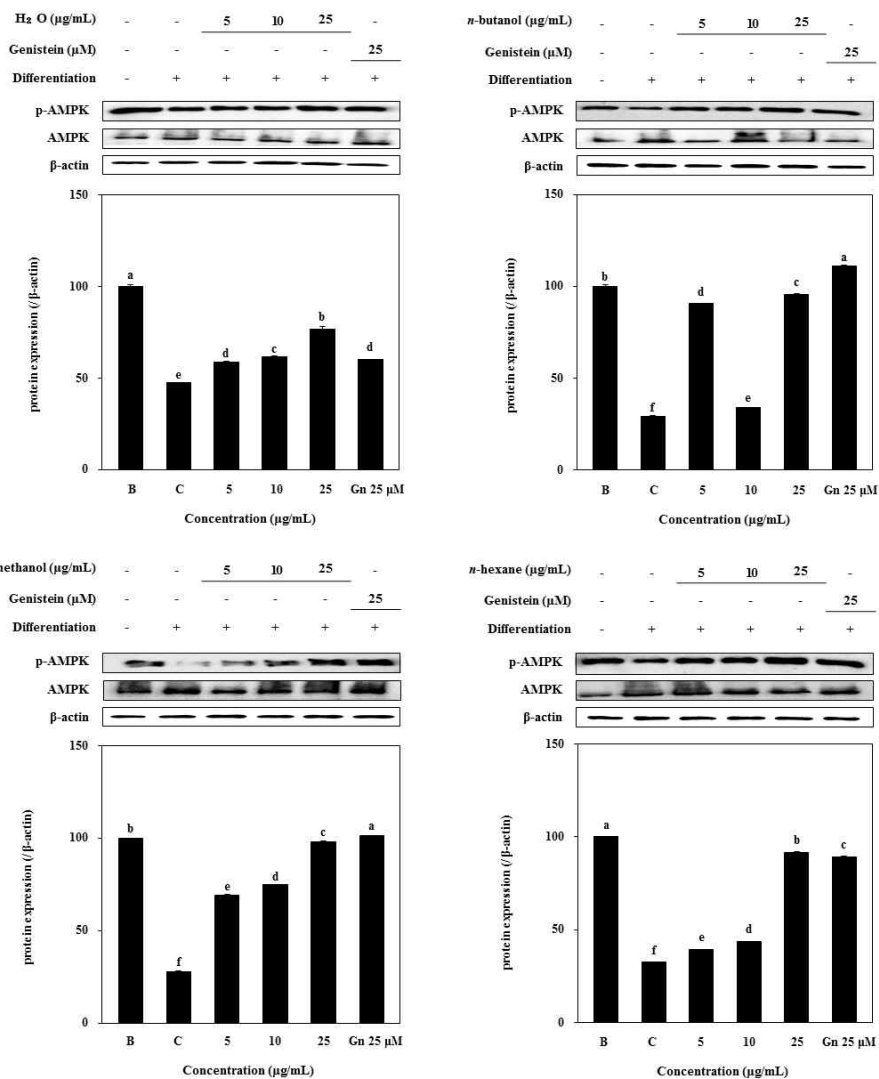 H₂ O (µg/mL) - - 5 10 25 -
Genistein (µM) - - - - - 25
Differentiation - + + + + +
p-AMPK
AMPK
β-actin
150
100
50
0
protein expression (/ β-actin)
a
e
d
c
b
d
B C 5 10 25 Gn 25 µM
Concentration (µg/mL)
n-butanol (µg/mL) - - 5 10 25 -
Genistein (µM) - - - - - 25
Differentiation - + + + + +
p-AMPK
AMPK
β-actin
150
100
50
0
protein expression (/ β-actin)
b
f
d
e
c
a
B C 5 10 25 Gn 25 µM
Concentration (µg/mL)
methanol (µg/mL) - - 5 10 25 -
Genistein (µM) - - - - - 25
Differentiation - + + + + +
p-AMPK
AMPK
β-actin
150
100
50
0
protein expression (/ β-actin)
b
f
e
d
c
a
B C 5 10 25 Gn 25 µM
Concentration (µg/mL)
n-hexane (µg/mL) - - 5 10 25 -
Genistein (µM) - - - - - 25
Differentiation - + + + + +
p-AMPK
AMPK
β-actin
150
100
50
0
protein expression (/ β-actin)
a
f
e
d
b
c
B C 5 10 25 Gn 25 µM
Concentration (µg/mL)